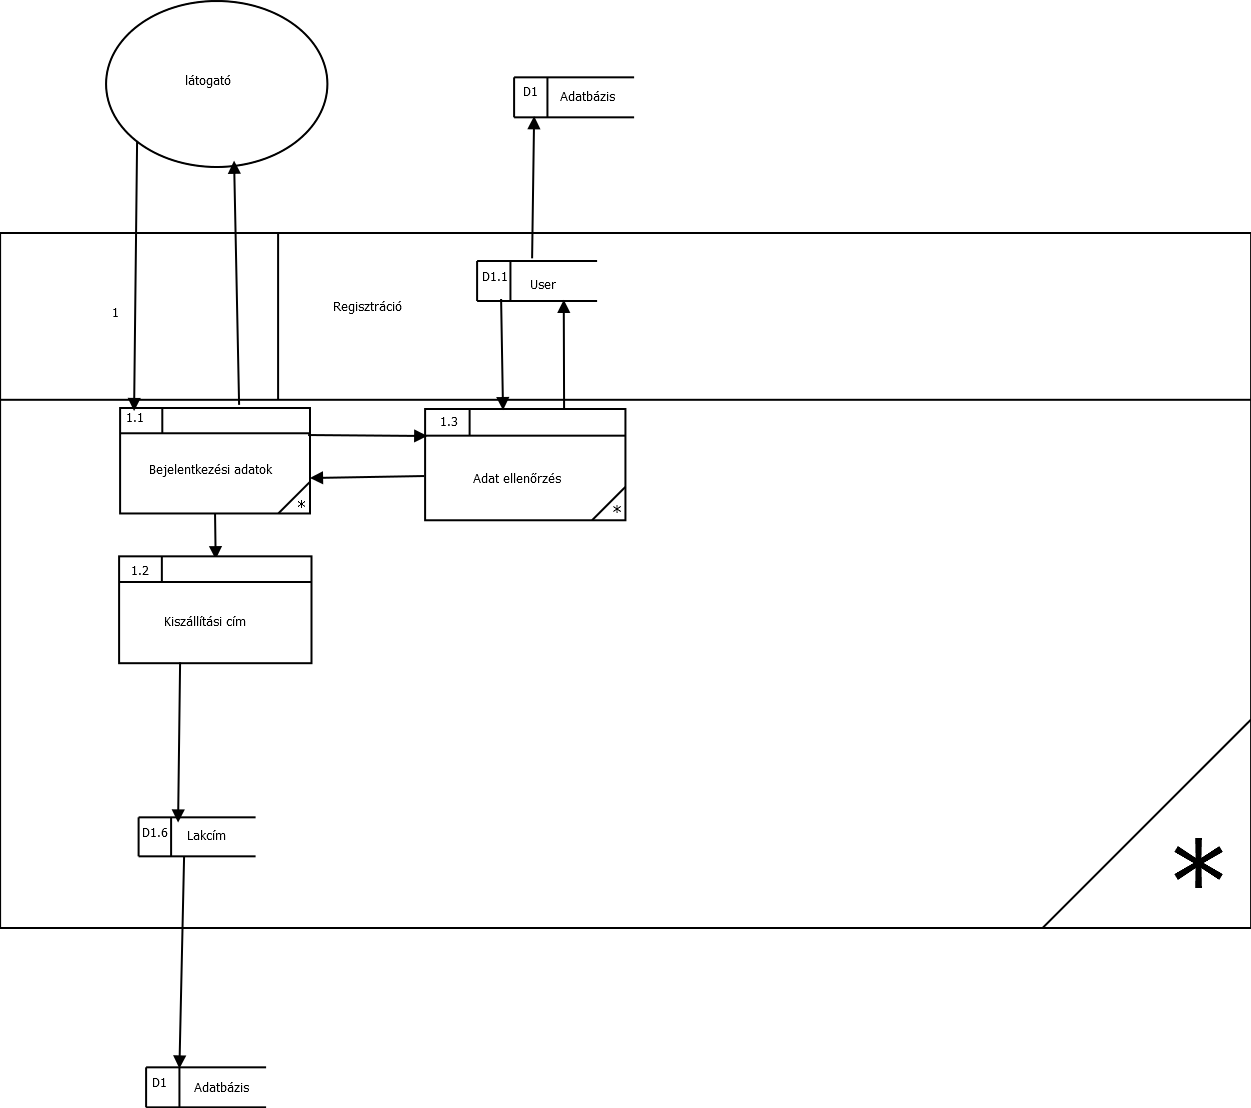 látogató
D1
Adatbázis
D1.1
User
1
Regisztráció
1.1
Bejelentkezési adatok
*
1.3
Adat ellenőrzés
*
1.2
Kiszállítási cím
D1.6
Lakcím
*
D1
Adatbázis